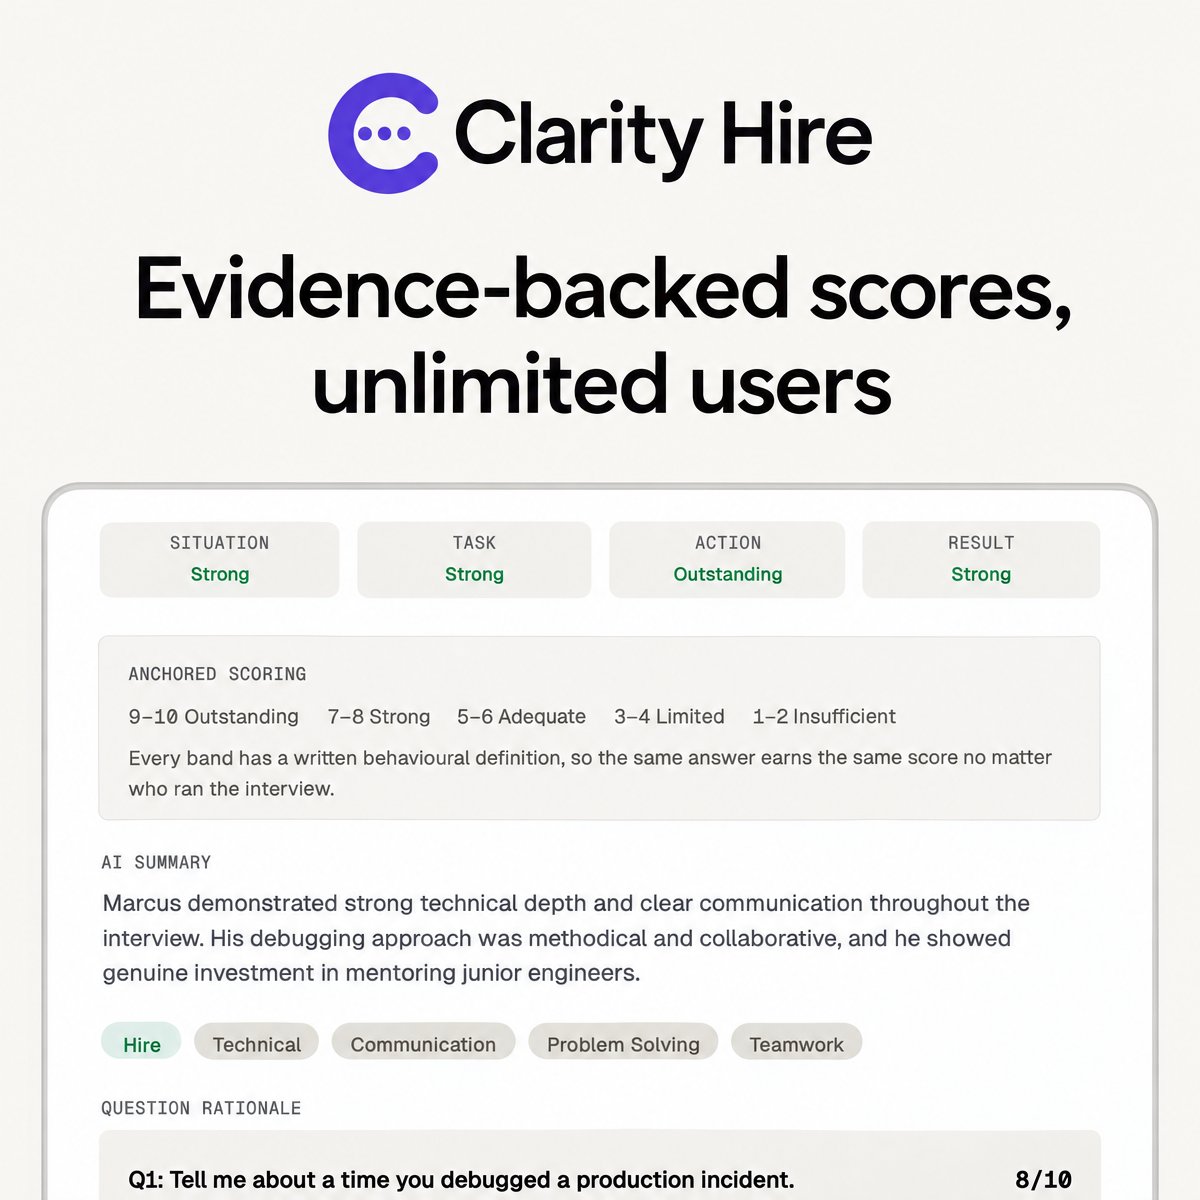 Clarity Hire
Evidence-backed scores,
unlimited users
SITUATION TASK ACTION RESULT
Strong Strong Outstanding Strong
ANCHORED SCORING
9–10 Outstanding 7–8 Strong 5–6 Adequate 3–4 Limited 1–2 Insufficient
Every band has a written behavioural definition, so the same answer earns the same score no matter
who ran the interview.
AI SUMMARY
Marcus demonstrated strong technical depth and clear communication throughout the
interview. His debugging approach was methodical and collaborative, and he showed
genuine investment in mentoring junior engineers.
Hire Technical Communication Problem Solving Teamwork
QUESTION RATIONALE
Q1: Tell me about a time you debugged a production incident. 8/10